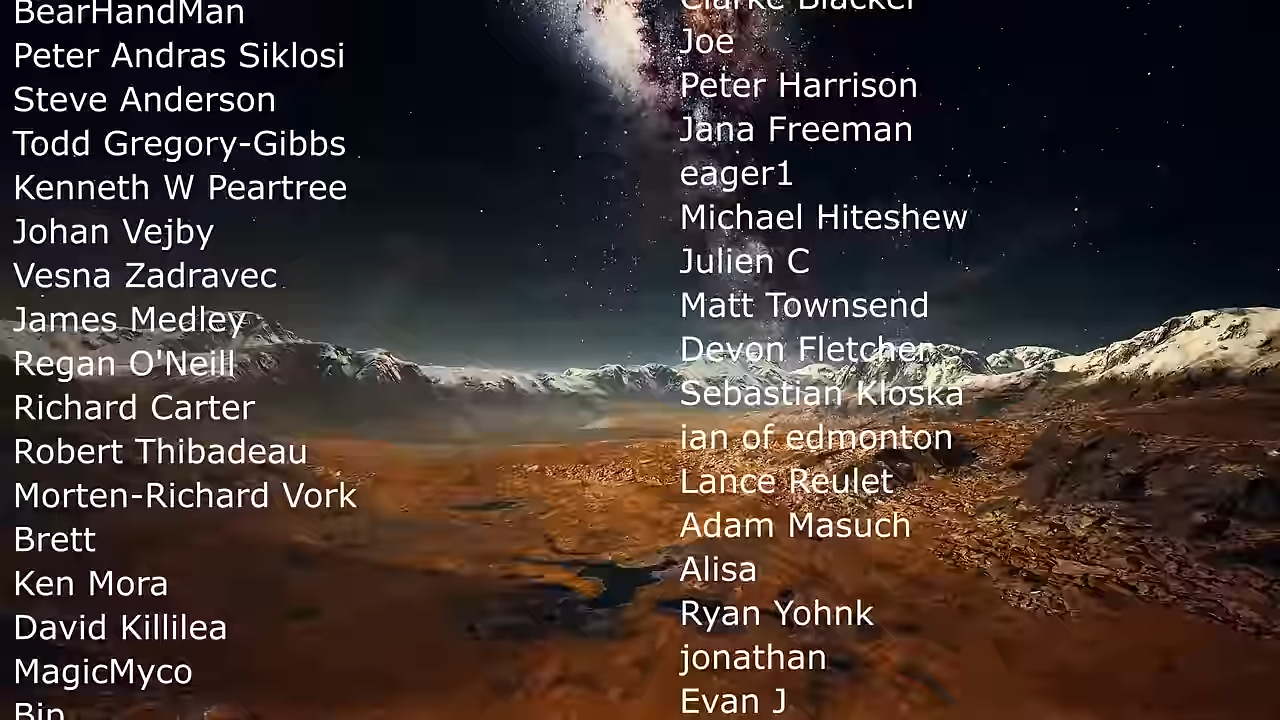 BearHandMan
Peter Andras Siklosi
Steve Anderson
Todd Gregory-Gibbs
Kenneth W Peartree
Johan Vejby
Vesna Zadravec
James Medley
Regan O'Neill
Richard Carter
Robert Thibadeau
Morten-Richard Vork
Brett
Ken Mora
David Killilea
MagicMyco
Clarke Blackel
Joe
Peter Harrison
Jana Freeman
eager1
Michael Hiteshew
Julien C
Matt Townsend
Devon Fletcher
Sebastian Kloska
ian of edmonton
Lance Reulet
Adam Masuch
Alisa
Ryan Yohnk
jonathan
Evan J